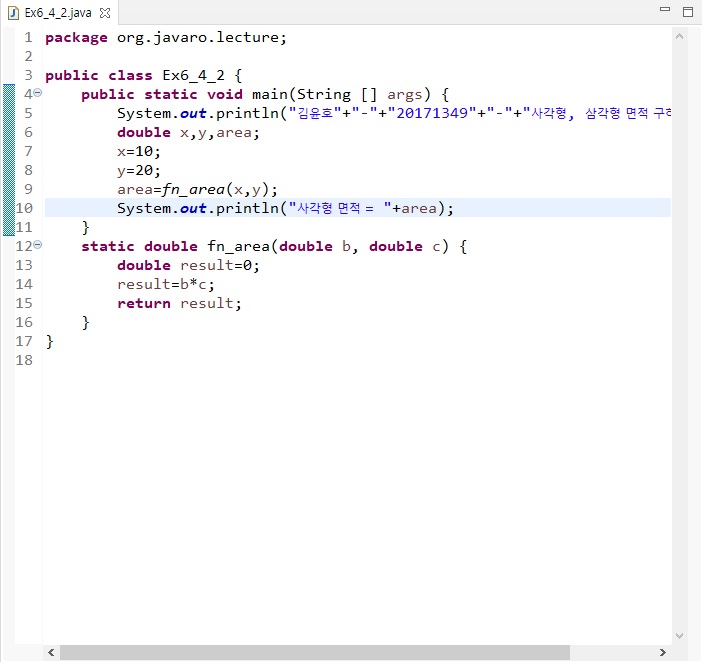 Ex6_4_2.java
1 package org.javaro.lecture;
2
3 public class Ex6_4_2 {
4 public static void main(String [] args) {
5 System.out.println("김윤호"+"-"+"20171349"+"-"+"사각형, 삼각형 면적 구
6 double x,y,area;
7 x=10;
8 y=20;
9 area=fn_area(x,y);
10 System.out.println("사각형 면적 = "+area);
11 }
12 static double fn_area(double b, double c) {
13 double result=0;
14 result=b*c;
15 return result;
16 }
17 }
18